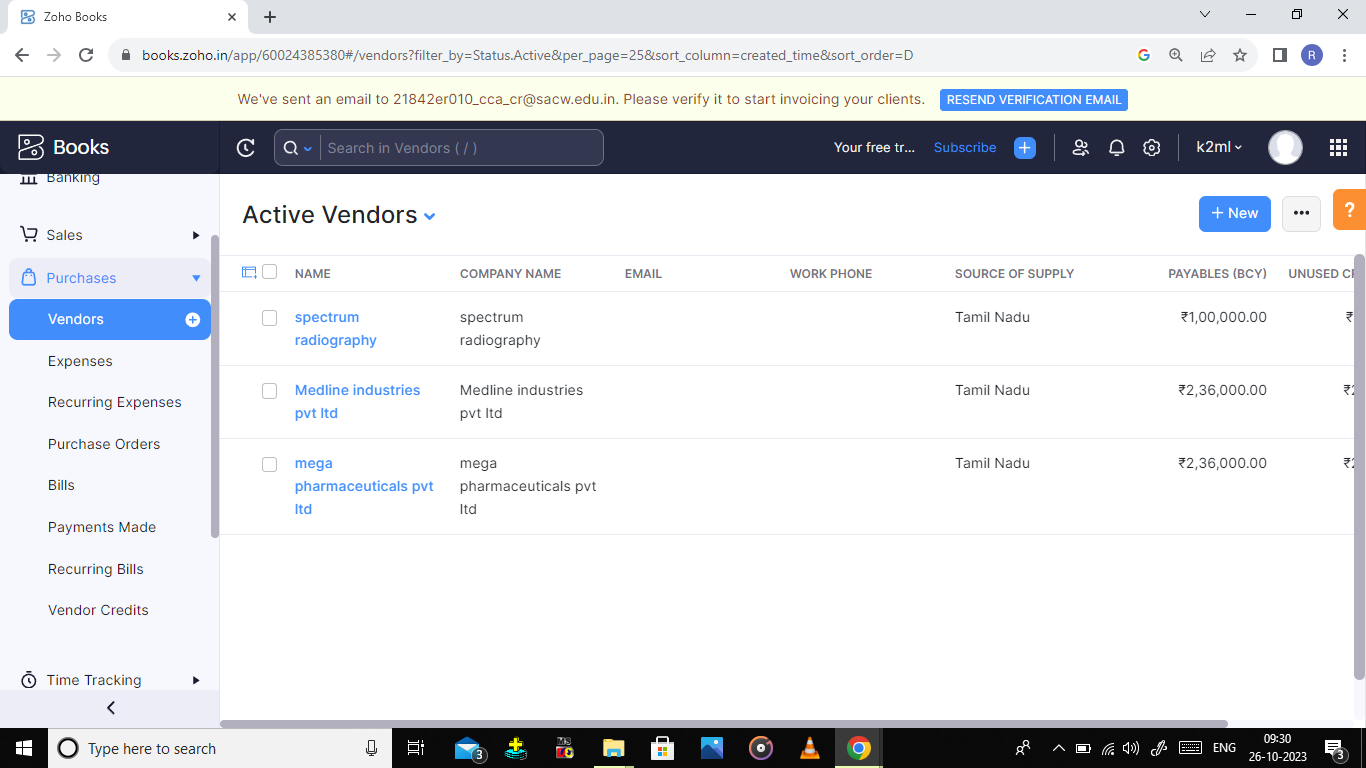 Zoho Books
books.zoho.in/app/60024385380#/vendors?filter_by=Status.Active&per_page=25&sort_column=created_time&sort_order=D
R
We've sent an email to 21842er010_cca_cr@sacw.edu.in. Please verify it to start invoicing your clients. RESEND VERIFICATION EMAIL
Books
Search in Vendors ( / )
Your free tr... Subscribe
k2ml
Banking
Sales
Purchases
Vendors
Expenses
Recurring Expenses
Purchase Orders
Bills
Payments Made
Recurring Bills
Vendor Credits
Time Tracking
Active Vendors
+ New
?
NAME COMPANY NAME EMAIL WORK PHONE SOURCE OF SUPPLY PAYABLES (BCY) UNUSED CR
spectrum spectrum Tamil Nadu ₹1,00,000.00 ₹
radiography radiography
Medline industries Medline industries Tamil Nadu ₹2,36,000.00 ₹2
pvt ltd pvt ltd
mega mega Tamil Nadu ₹2,36,000.00 ₹2
pharmaceuticals pvt pharmaceuticals pvt
ltd ltd
Type here to search
3
ENG
09:30
26-10-2023
3